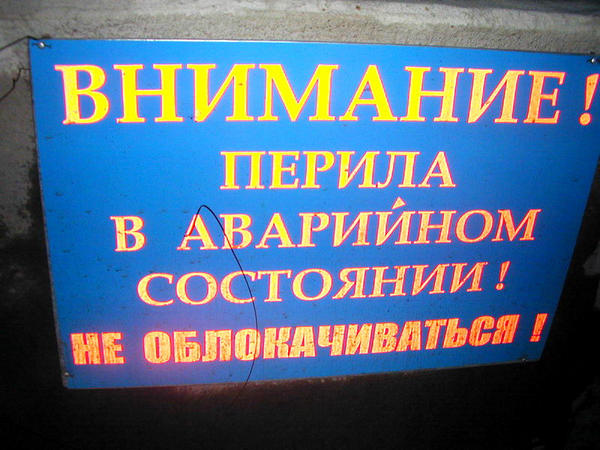 ВНИМАНИЕ !
ПЕРИЛА
В АВАРИЙНОМ
СОСТОЯНИИ !
НЕ ОБЛОКАЧИВАТЬСЯ !